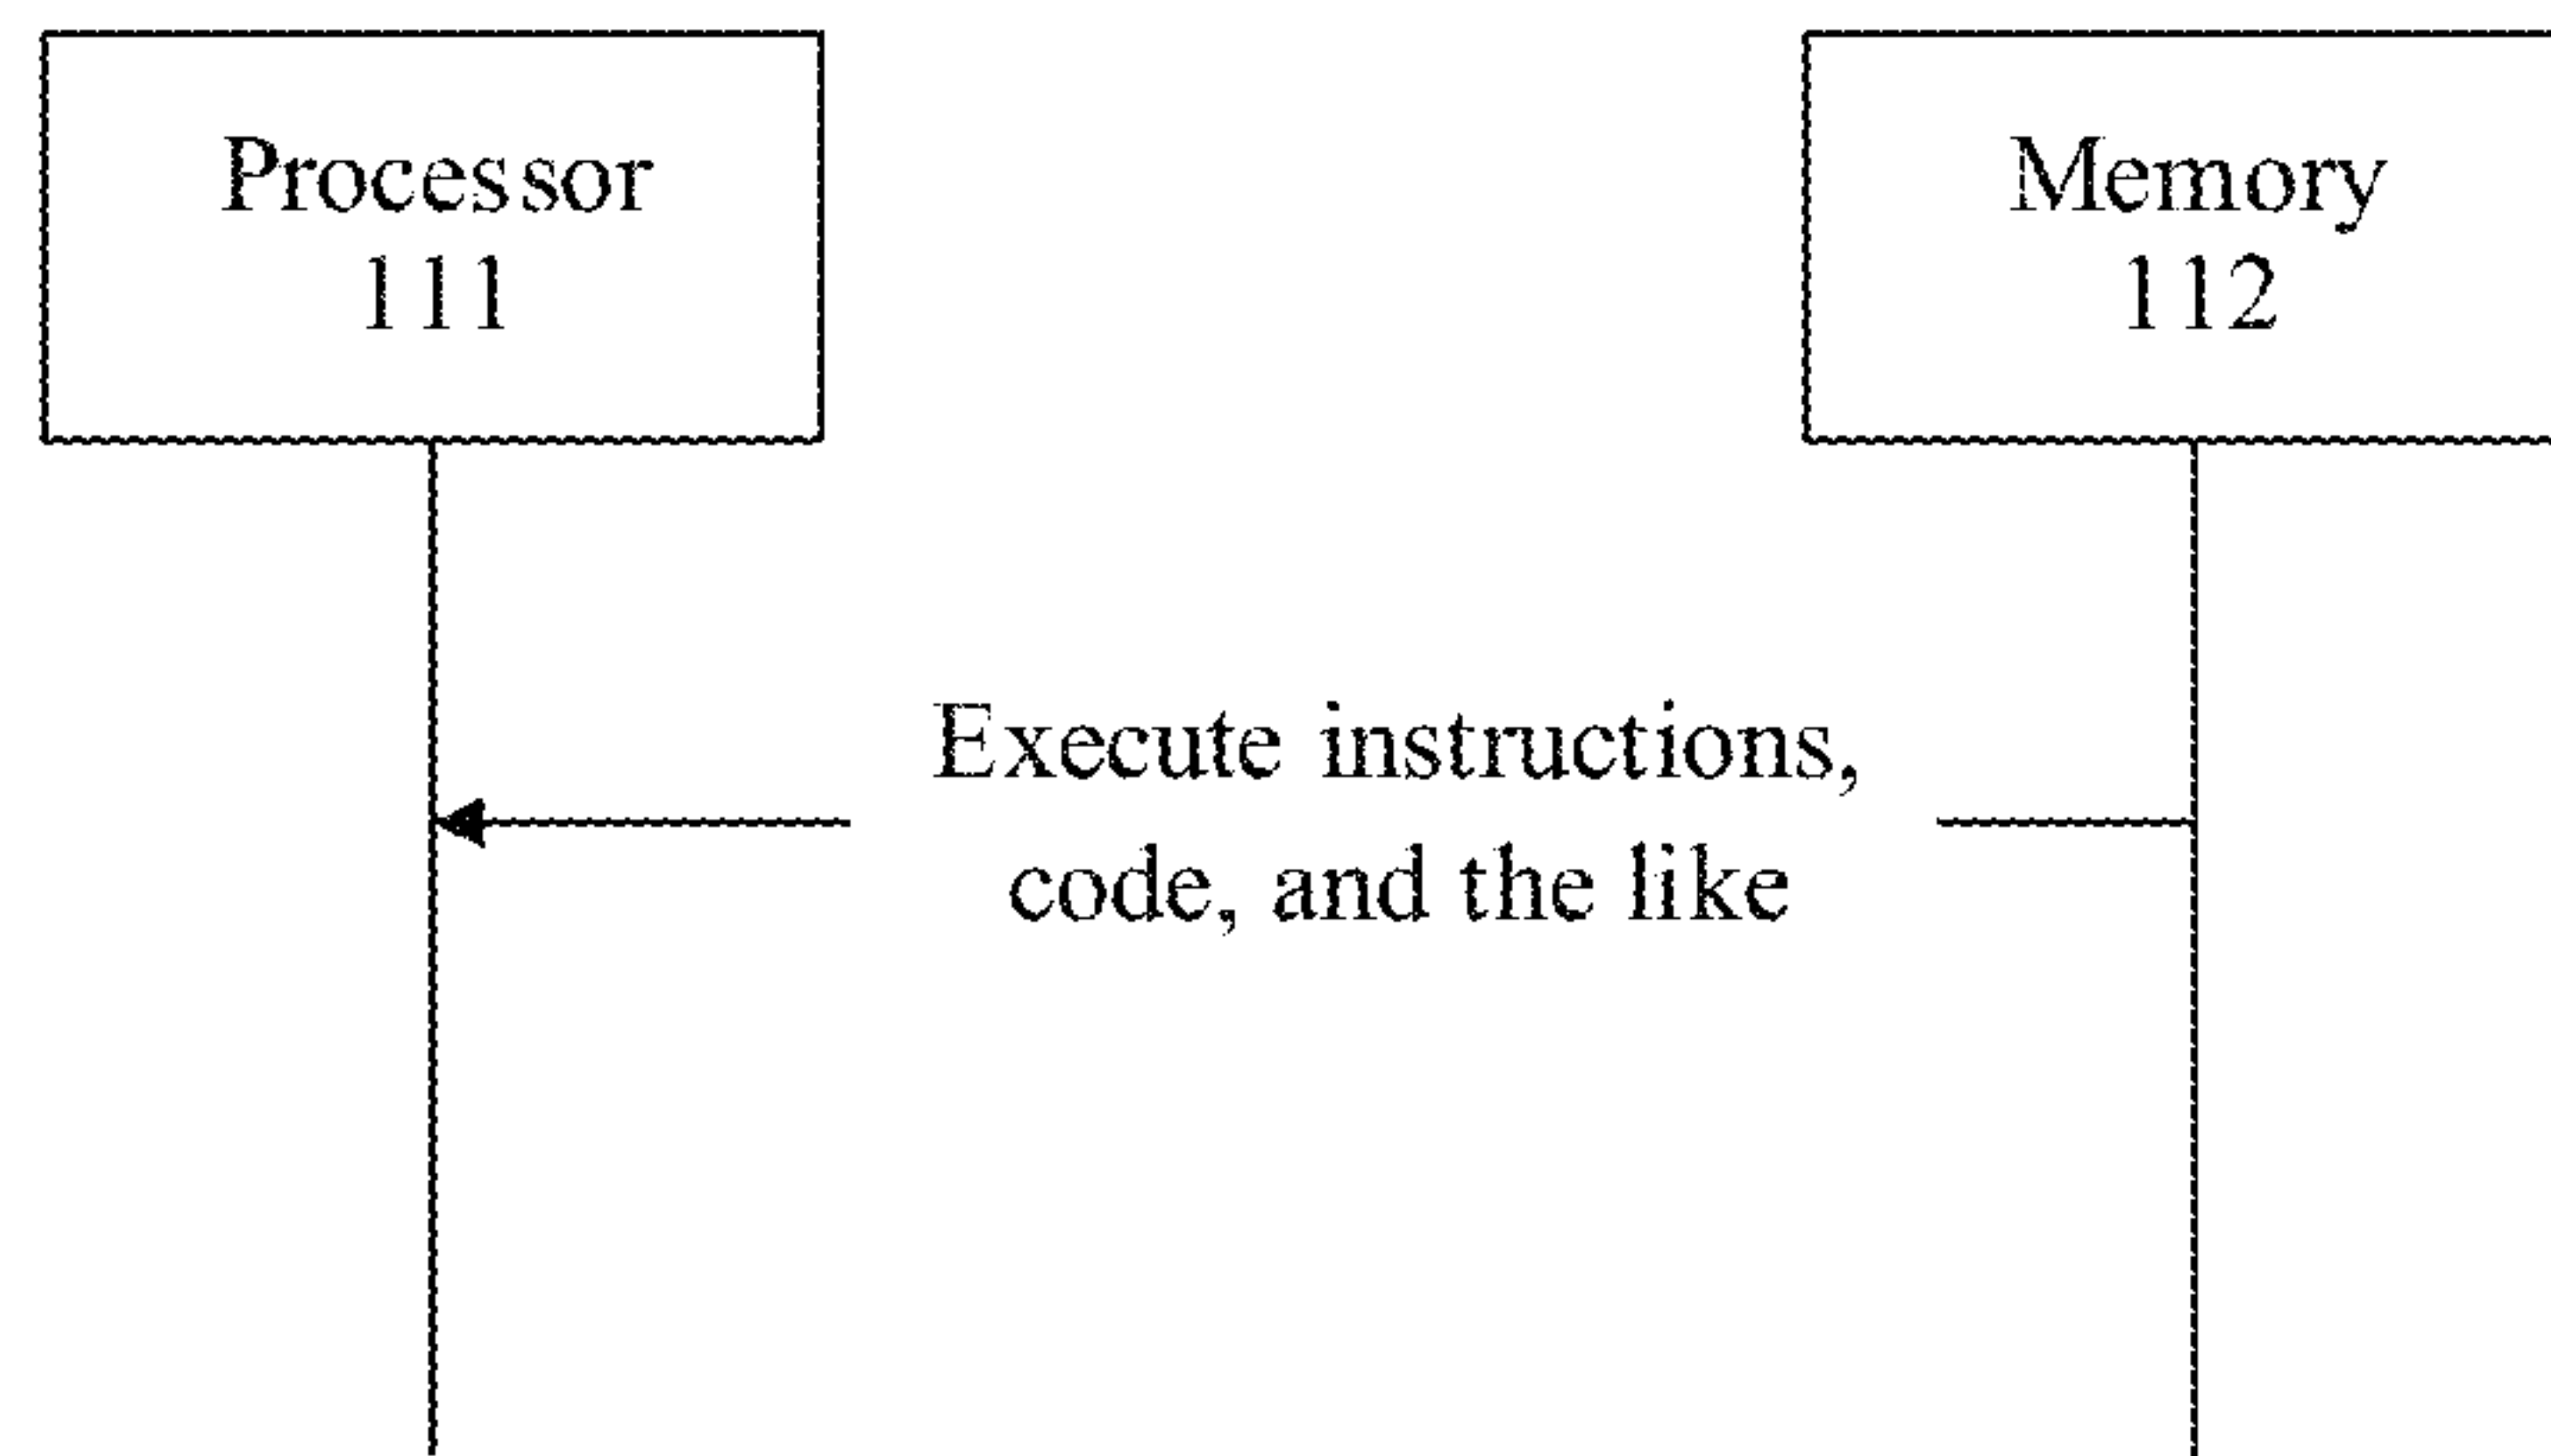 Processor
111
Memory
112
Execute instructions,
code, and the like